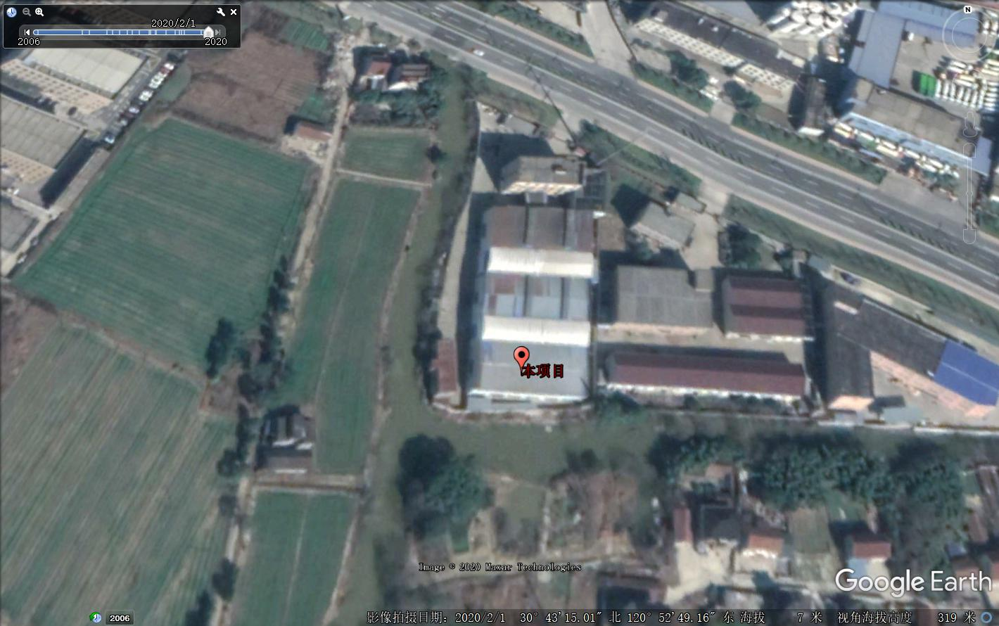 2020/2/1
2006
2020
N
本项目
Image © 2020 Maxar Technologies
Google Earth
2006
影像拍摄日期: 2020/2/1 30° 43′15.01″ 北 120° 52′49.16″ 东 海拔 7 米 视角海拔高度 319 米